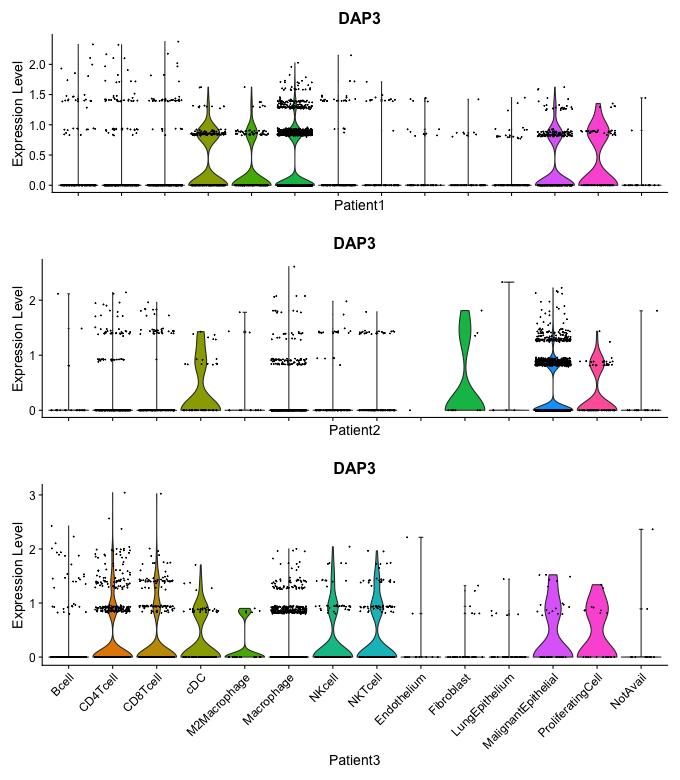 DAP3
Expression Level
2.0
1.5
1.0
0.5
0.0
Patient1
DAP3
Expression Level
2
1
0
Patient2
DAP3
Expression Level
3
2
1
0
Bcell
CD4Tcell
CD8Tcell
cDC
M2Macrophage
Macrophage
NKcell
NKTcell
Endothelium
Fibroblast
LungEpithelium
MalignantEpithelial
ProliferatingCell
NotAvail
Patient3